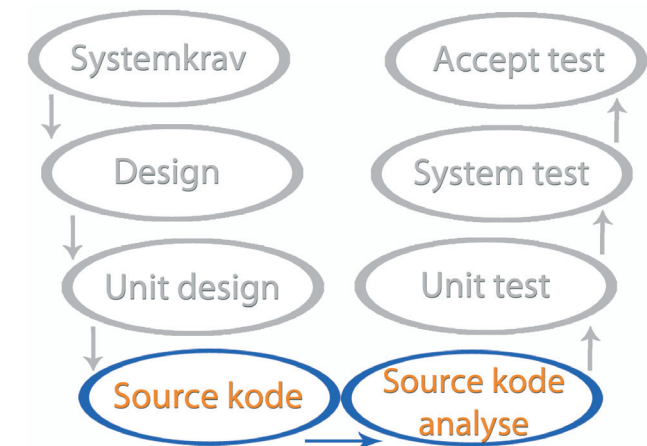 Systemkrav
Accept test
Design
System test
Unit design
Unit test
Source kode
Source kode
analyse